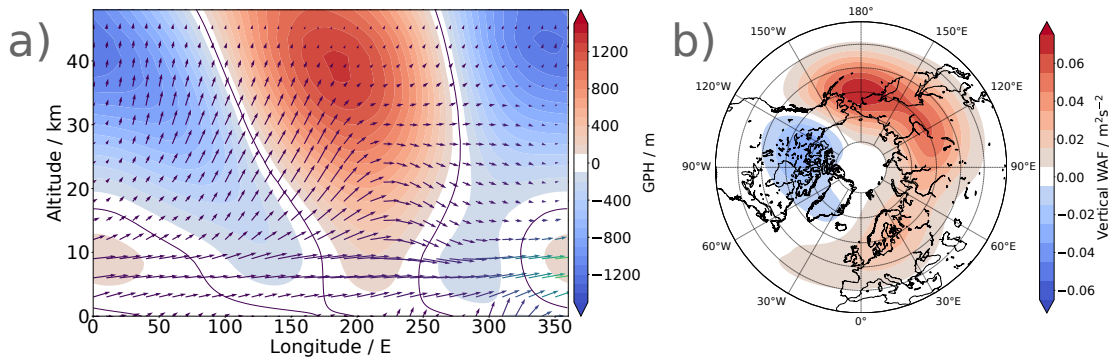 a)
40
30
20
10
0
Altitude / km
0
50
100
150
200
250
300
350
Longitude / E
1200
800
400
0
−400
−800
−1200
GPH / m
b)
180°
150°W
150°E
120°W
120°E
90°W
90°E
60°W
60°E
30°W
30°E
0°
0.06
0.04
0.02
0.00
−0.02
−0.04
−0.06
Vertical WAF / m²s⁻²